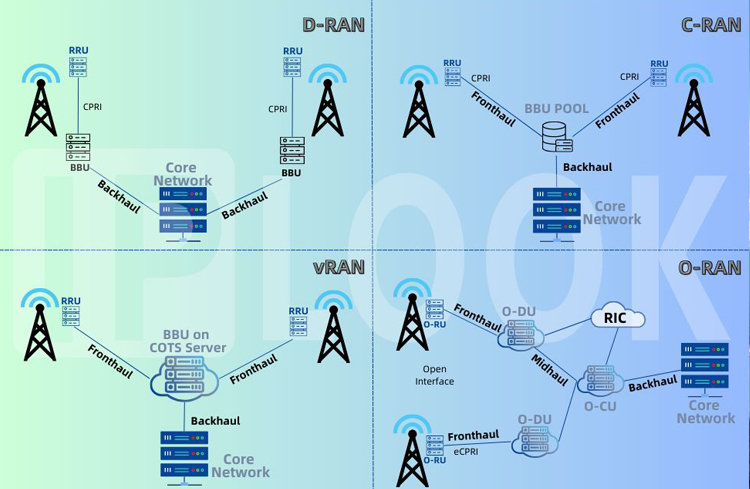 D-RAN
RRU
CPRI
BBU
Backhaul
Core
Network
Backhaul
RRU
CPRI
BBU
C-RAN
RRU
CPRI
Fronthaul
BBU POOL
RRU
CPRI
Fronthaul
Backhaul
Core
Network
vRAN
RRU
Fronthaul
BBU on
COTS Server
RRU
Fronthaul
Backhaul
Core
Network
O-RAN
O-RU
Fronthaul
O-DU
RIC
Midhaul
Open
Interface
O-CU
Backhaul
Core
Network
O-DU
Fronthaul
eCPRI
O-RU
IPLOOK